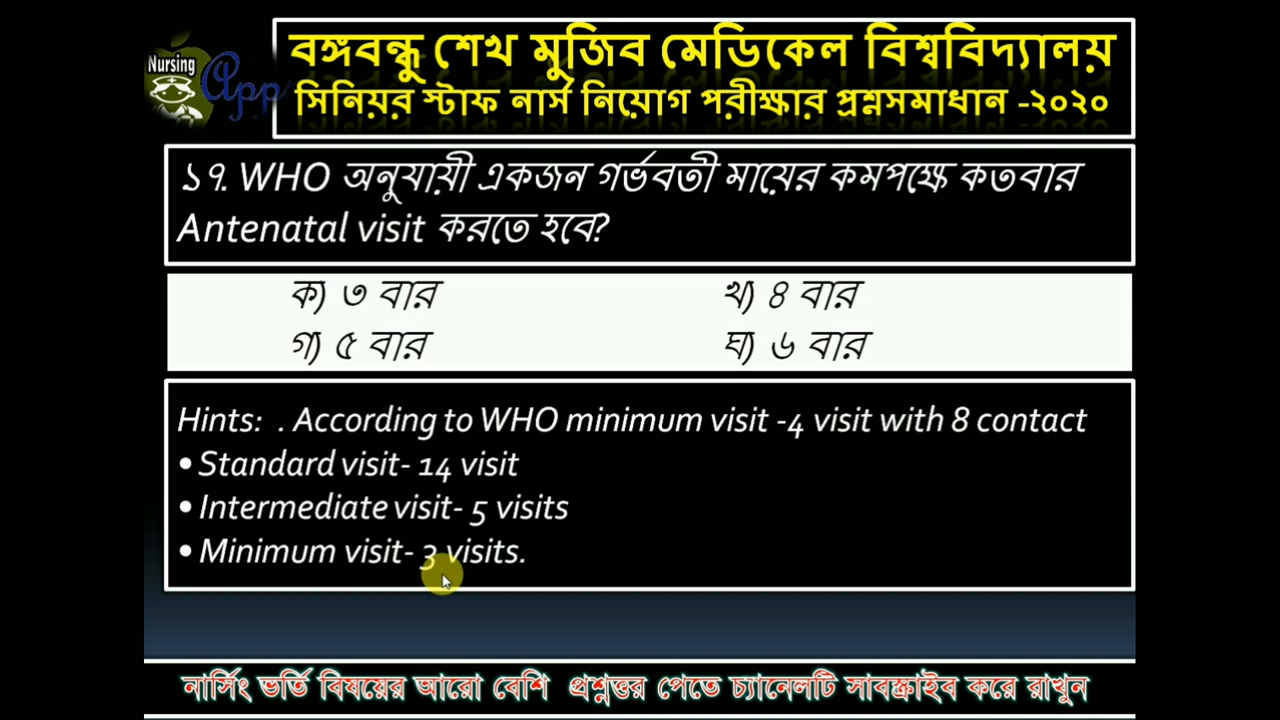 Nursing
App
বঙ্গবন্ধু শেখ মুজিব মেডিকেল বিশ্ববিদ্যালয়
সিনিয়র স্টাফ নার্স নিয়োগ পরীক্ষার প্রশ্নসমাধান -২০২০
১৭. WHO অনুযায়ী একজন গর্ভবতী মায়ের কমপক্ষে কতবার
Antenatal visit করতে হবে?
ক) ৩ বার খ) ৪ বার
গ) ৫ বার ঘ) ৬ বার
Hints: . According to WHO minimum visit -4 visit with 8 contact
• Standard visit- 14 visit
• Intermediate visit- 5 visits
• Minimum visit- 3 visits.
নার্সিং ভর্তি বিষয়ের আরো বেশি প্রশ্নত্তর পেতে চ্যানেলটি সাবস্ক্রাইব করে রাখুন